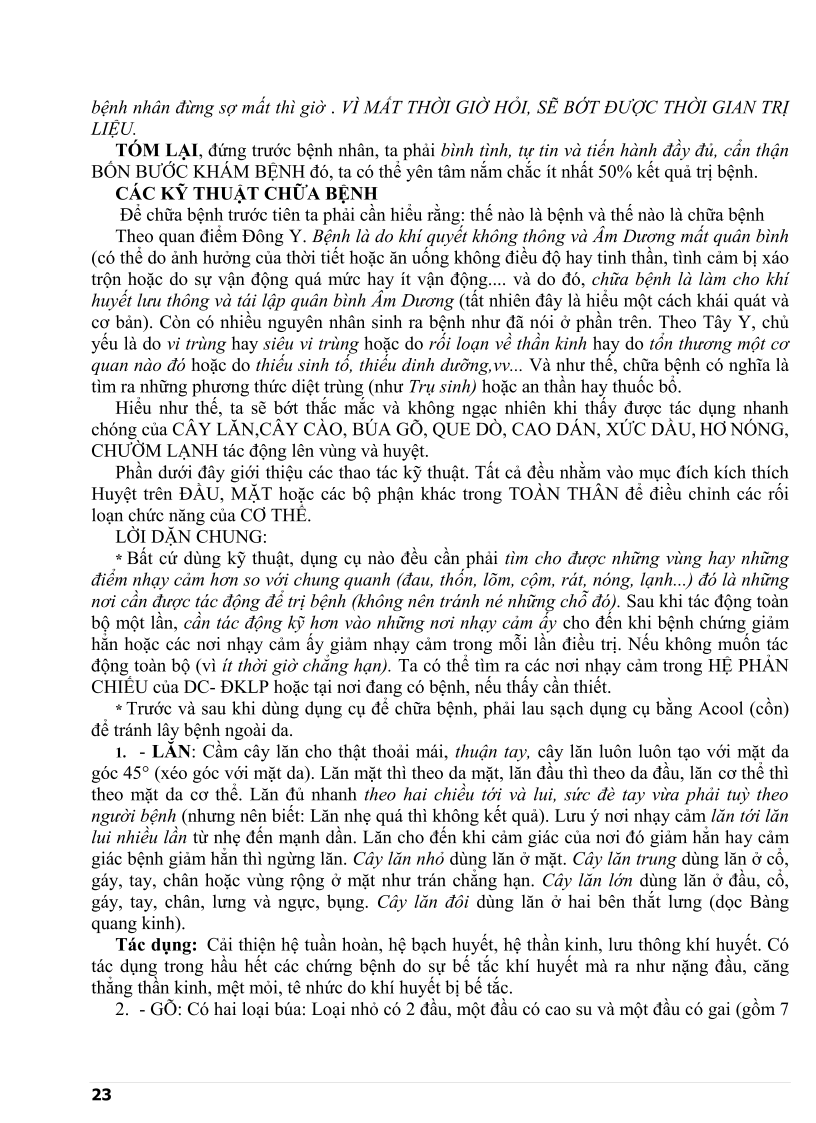 bệnh nhân đừng sợ mất thì giờ . VÌ MẤT THỜI GIỜ HỎI, SẼ BỚT ĐƯỢC THỜI GIAN TRỊ
LIỆU.
TÓM LẠI, đứng trước bệnh nhân, ta phải bình tình, tự tin và tiến hành đầy đủ, cẩn thận
BỐN BƯỚC KHÁM BỆNH đó, ta có thể yên tâm nắm chắc ít nhất 50% kết quả trị bệnh.
CÁC KỸ THUẬT CHỮA BỆNH
Để chữa bệnh trước tiên ta phải cần hiểu rằng: thế nào là bệnh và thế nào là chữa bệnh
Theo quan điểm Đông Y. Bệnh là do khí quyết không thông và Âm Dương mất quân bình
(có thể do ảnh hưởng của thời tiết hoặc ăn uống không điều độ hay tinh thần, tình cảm bị xáo
trộn hoặc do sự vận động quá mức hay ít vận động.... và do đó, chữa bệnh là làm cho khí
huyết lưu thông và tái lập quân bình Âm Dương (tất nhiên đây là hiểu một cách khái quát và
cơ bản). Còn có nhiều nguyên nhân sinh ra bệnh như đã nói ở phần trên. Theo Tây Y, chủ
yếu là do vi trùng hay siêu vi trùng hoặc do rối loạn về thần kinh hay do tổn thương một cơ
quan nào đó hoặc do thiếu sinh tố, thiếu dinh dưỡng,vv... Và như thế, chữa bệnh có nghĩa là
tìm ra những phương thức diệt trùng (như Trụ sinh) hoặc an thần hay thuốc bổ.
Hiểu như thế, ta sẽ bớt thắc mắc và không ngạc nhiên khi thấy được tác dụng nhanh
chóng của CÂY LĂN,CÂY CÀO, BÚA GÕ, QUE DÒ, CAO DÁN, XỨC DẦU, HƠ NÓNG,
CHƯỜM LẠNH tác động lên vùng và huyệt.
Phần dưới đây giới thiệu các thao tác kỹ thuật. Tất cả đều nhằm vào mục đích kích thích
Huyệt trên ĐẦU, MẶT hoặc các bộ phận khác trong TOÀN THÂN để điều chỉnh các rối
loạn chức năng của CƠ THỂ.
LỜI DẶN CHUNG:
* Bất cứ dùng kỹ thuật, dụng cụ nào đều cần phải tìm cho được những vùng hay những
điểm nhạy cảm hơn so với chung quanh (đau, thốn, lõm, cộm, rát, nóng, lạnh...) đó là những
nơi cần được tác động để trị bệnh (không nên tránh né những chỗ đó). Sau khi tác động toàn
bộ một lần, cần tác động kỹ hơn vào những nơi nhạy cảm ấy cho đến khi bệnh chứng giảm
hẳn hoặc các nơi nhạy cảm ấy giảm nhạy cảm trong mỗi lần điều trị. Nếu không muốn tác
động toàn bộ (vì ít thời giờ chẳng hạn). Ta có thể tìm ra các nơi nhạy cảm trong HỆ PHẢN
CHIẾU của DC- ĐKLP hoặc tại nơi đang có bệnh, nếu thấy cần thiết.
* Trước và sau khi dùng dụng cụ để chữa bệnh, phải lau sạch dụng cụ bằng Acool (cồn)
để tránh lây bệnh ngoài da.
1. - LĂN: Cầm cây lăn cho thật thoải mái, thuận tay, cây lăn luôn luôn tạo với mặt da
góc 45° (xéo góc với mặt da). Lăn mặt thì theo da mặt, lăn đầu thì theo da đầu, lăn cơ thể thì
theo mặt da cơ thể. Lăn đủ nhanh theo hai chiều tới và lui, sức đè tay vừa phải tuỳ theo
người bệnh (nhưng nên biết: Lăn nhẹ quá thì không kết quả). Lưu ý nơi nhạy cảm lăn tới lăn
lui nhiều lần từ nhẹ đến mạnh dần. Lăn cho đến khi cảm giác của nơi đó giảm hẳn hay cảm
giác bệnh giảm hẳn thì ngừng lăn. Cây lăn nhỏ dùng lăn ở mặt. Cây lăn trung dùng lăn ở cổ,
gáy, tay, chân hoặc vùng rộng ở mặt như trán chẳng hạn. Cây lăn lớn dùng lăn ở đầu, cổ,
gáy, tay, chân, lưng và ngực, bụng. Cây lăn đôi dùng lăn ở hai bên thắt lưng (dọc Bàng
quang kinh).
Tác dụng: Cải thiện hệ tuần hoàn, hệ bạch huyết, hệ thần kinh, lưu thông khí huyết. Có
tác dụng trong hầu hết các chứng bệnh do sự bế tắc khí huyết mà ra như nặng đầu, căng
thẳng thần kinh, mệt mỏi, tê nhức do khí huyết bị bế tắc.
2. - GÕ: Có hai loại búa: Loại nhỏ có 2 đầu, một đầu có cao su và một đầu có gai (gồm 7
23